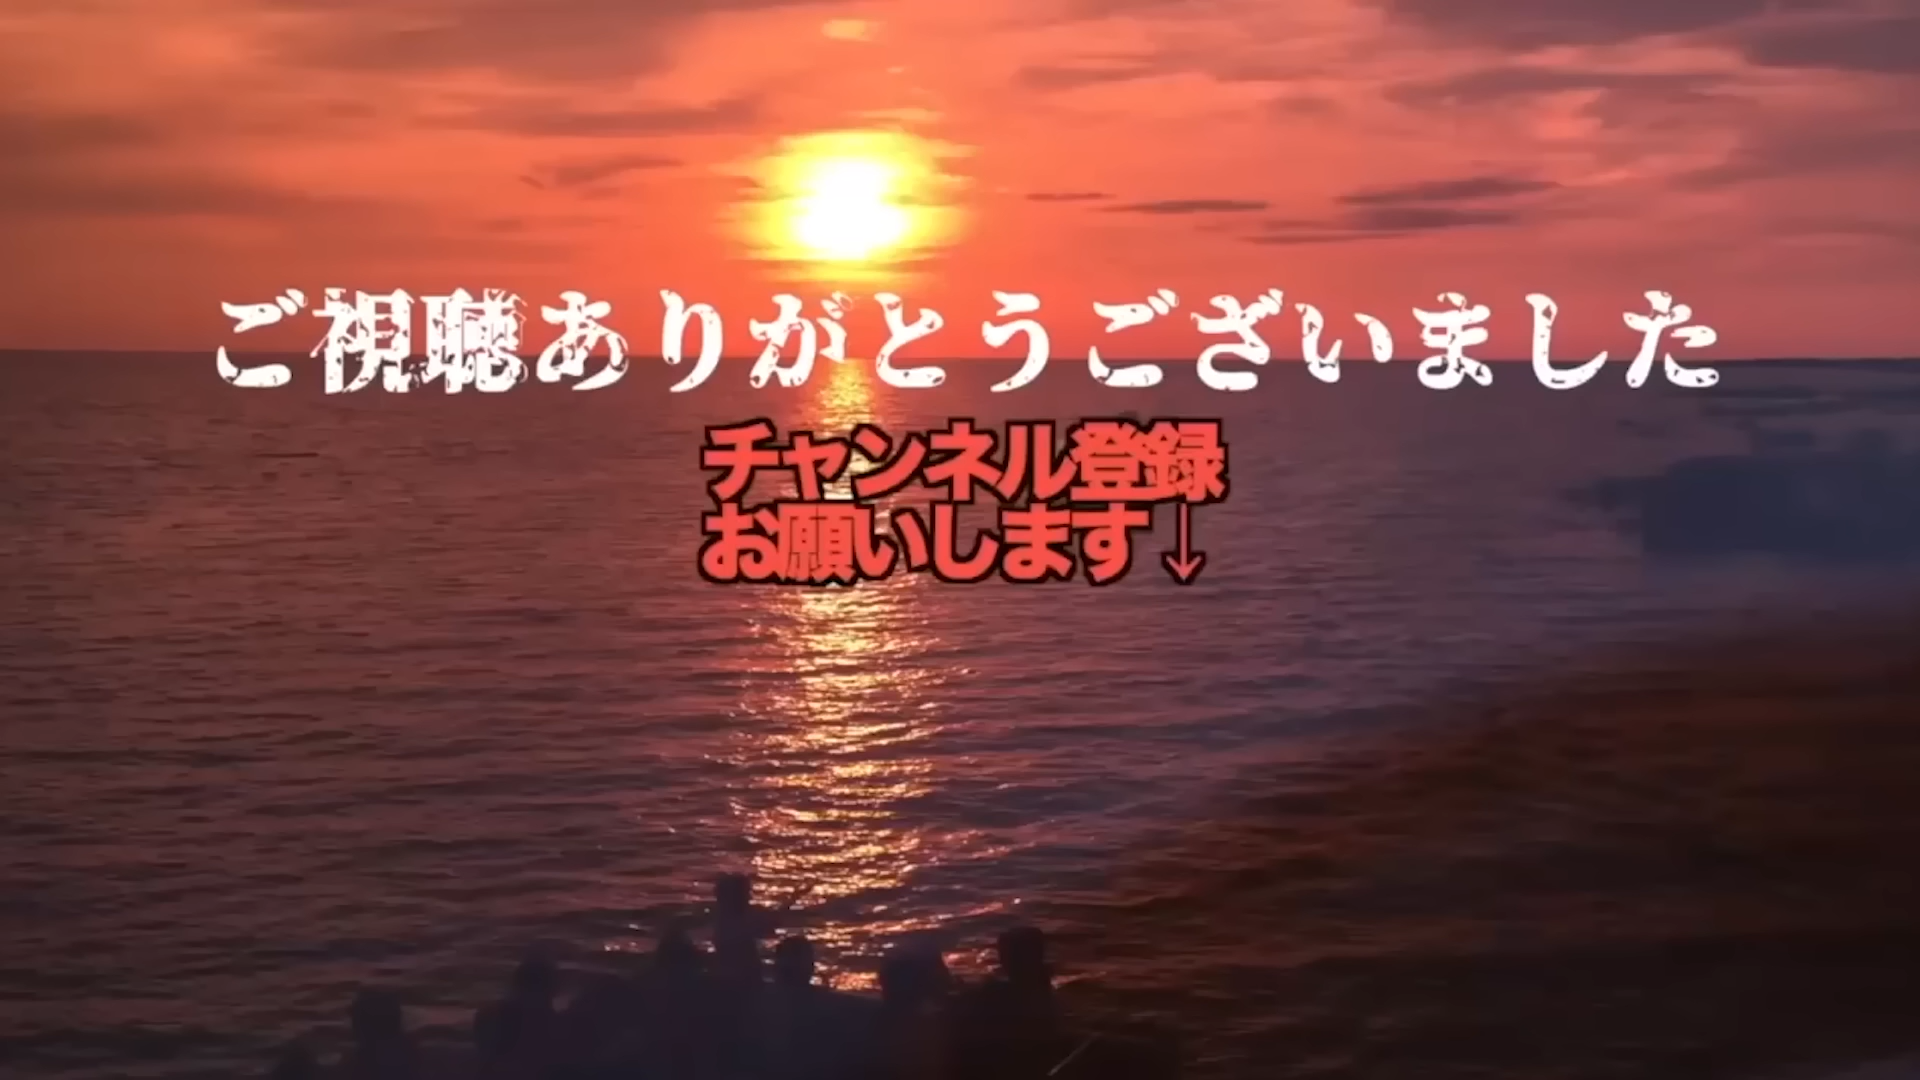 ご視聴ありがとうございました
チャンネル登録
お願いします↓